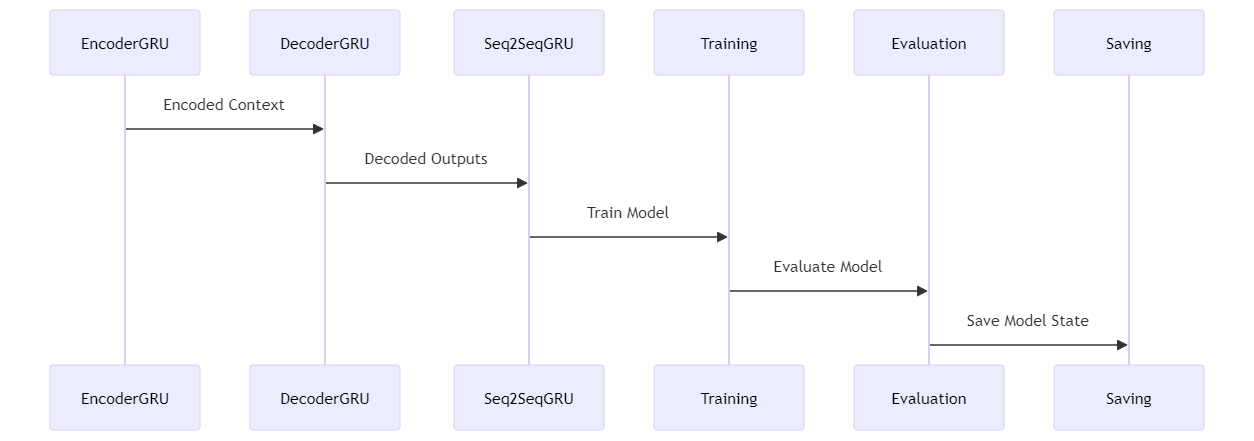 EncoderGRU
DecoderGRU
Seq2SeqGRU
Training
Evaluation
Saving
Encoded Context
Decoded Outputs
Train Model
Evaluate Model
Save Model State
EncoderGRU
DecoderGRU
Seq2SeqGRU
Training
Evaluation
Saving